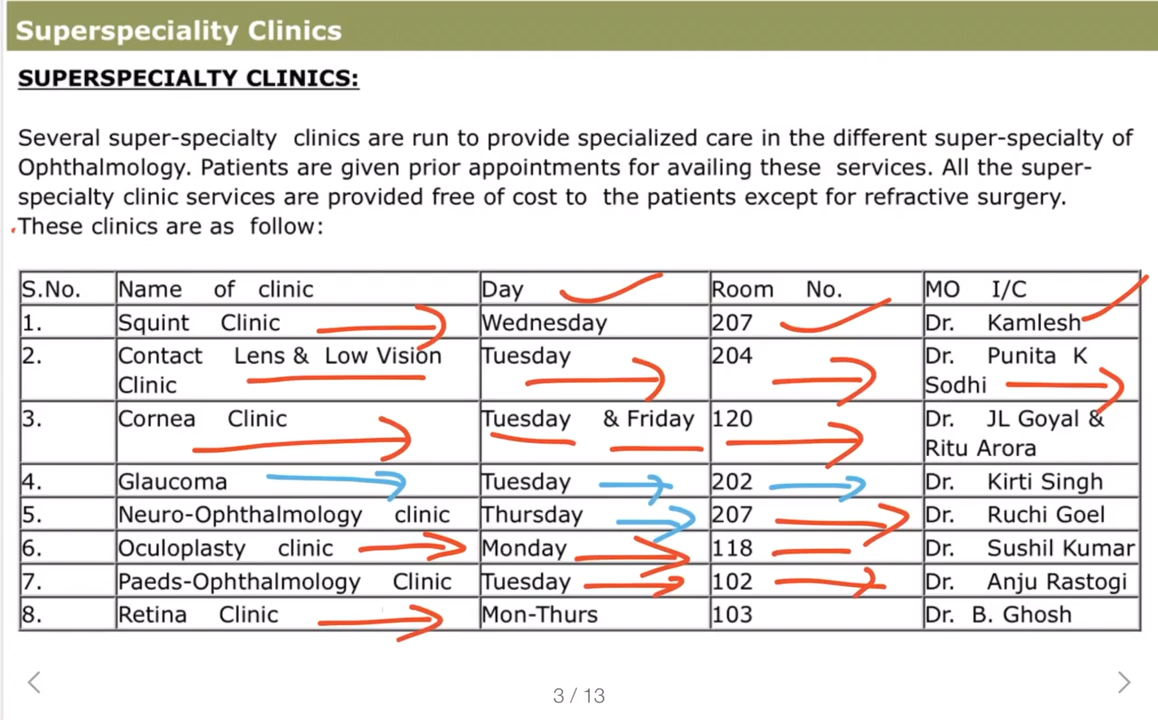 Superspeciality Clinics
SUPERSPECIALTY CLINICS:
Several super-specialty clinics are run to provide specialized care in the different super-specialty of
Ophthalmology. Patients are given prior appointments for availing these services. All the super-
specialty clinic services are provided free of cost to the patients except for refractive surgery.
These clinics are as follow:
S.No. Name of clinic Day Room No. MO I/C
1. Squint Clinic Wednesday 207 Dr. Kamlesh
2. Contact Lens & Low Vision Tuesday 204 Dr. Punita K
Clinic Sodhi
3. Cornea Clinic Tuesday & Friday 120 Dr. JL Goyal &
Ritu Arora
4. Glaucoma Tuesday 202 Dr. Kirti Singh
5. Neuro-Ophthalmology clinic Thursday 207 Dr. Ruchi Goel
6. Oculoplasty clinic Monday 118 Dr. Sushil Kumar
7. Paeds-Ophthalmology Clinic Tuesday 102 Dr. Anju Rastogi
8. Retina Clinic Mon-Thurs 103 Dr. B. Ghosh
3 / 13